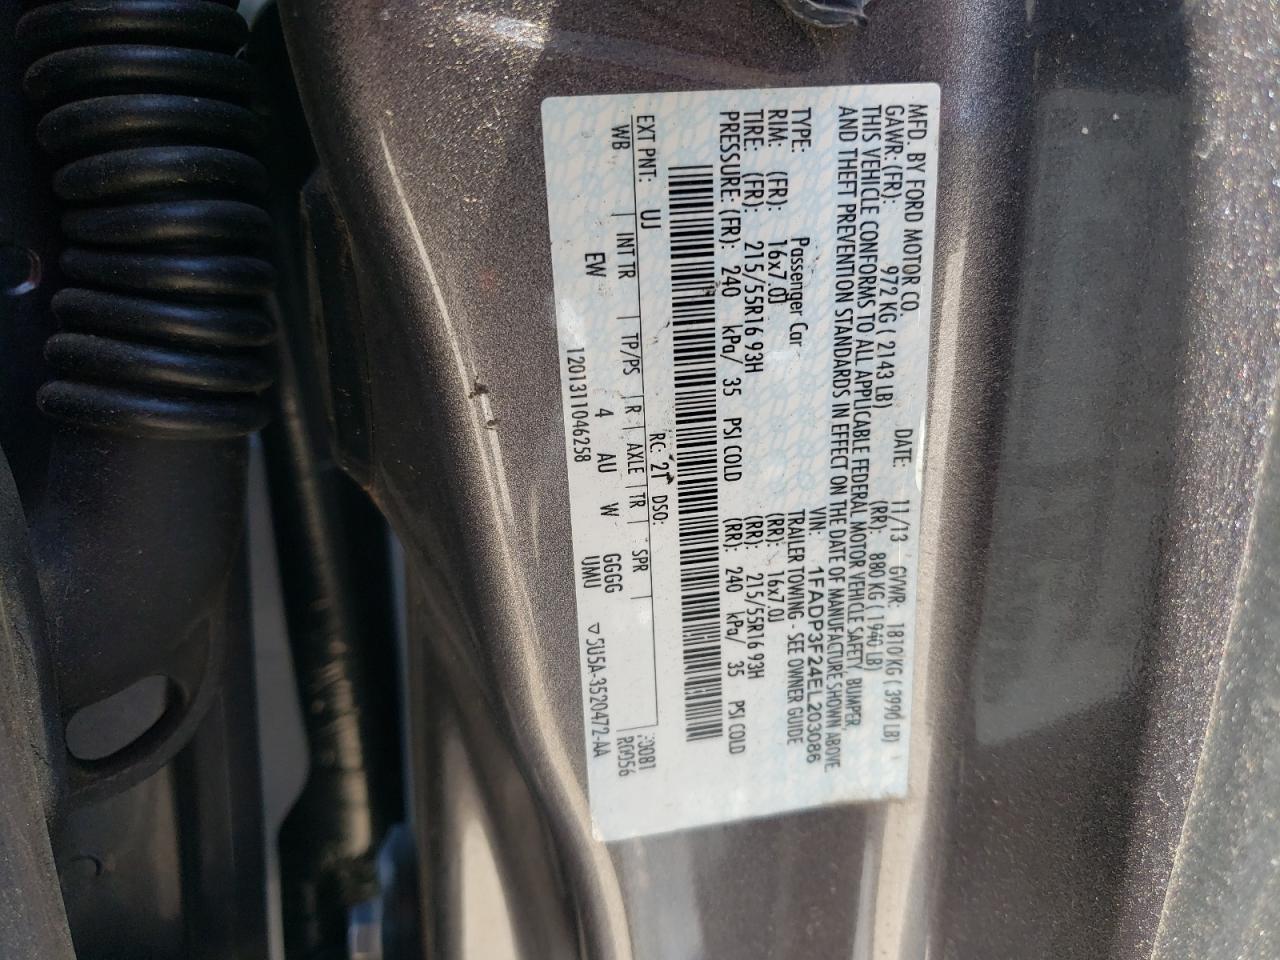 MFD. BY FORD MOTOR CO.
DATE: 11/13 GVWR: 1810 KG ( 3990 LB)
GAWR: (FR): 972 KG ( 2143 LB) (RR): 880 KG ( 1940 LB)
THIS VEHICLE CONFORMS TO ALL APPLICABLE FEDERAL MOTOR VEHICLE SAFETY, BUMPER,
AND THEFT PREVENTION STANDARDS IN EFFECT ON THE DATE OF MANUFACTURE SHOWN ABOVE.
VIN: 1FADP3F24EL203086
TYPE: Passenger Car TRAILER TOWING - SEE OWNER GUIDE
RIM: (FR): 16x7.0J (RR): 16x7.0J
TIRE: (FR): 215/55R16 93H (RR): 215/55R16 93H
PRESSURE: (FR): 240 kPa/ 35 PSI COLD (RR): 240 kPa/ 35 PSI COLD
EXT PNT: UJ RC: 21 DSO:
WB INT TR TP/PS R AXLE TR SPR
EW 4 AU W GGGG
1201311046258 UMU ▽ 5U5A-3520472-AA